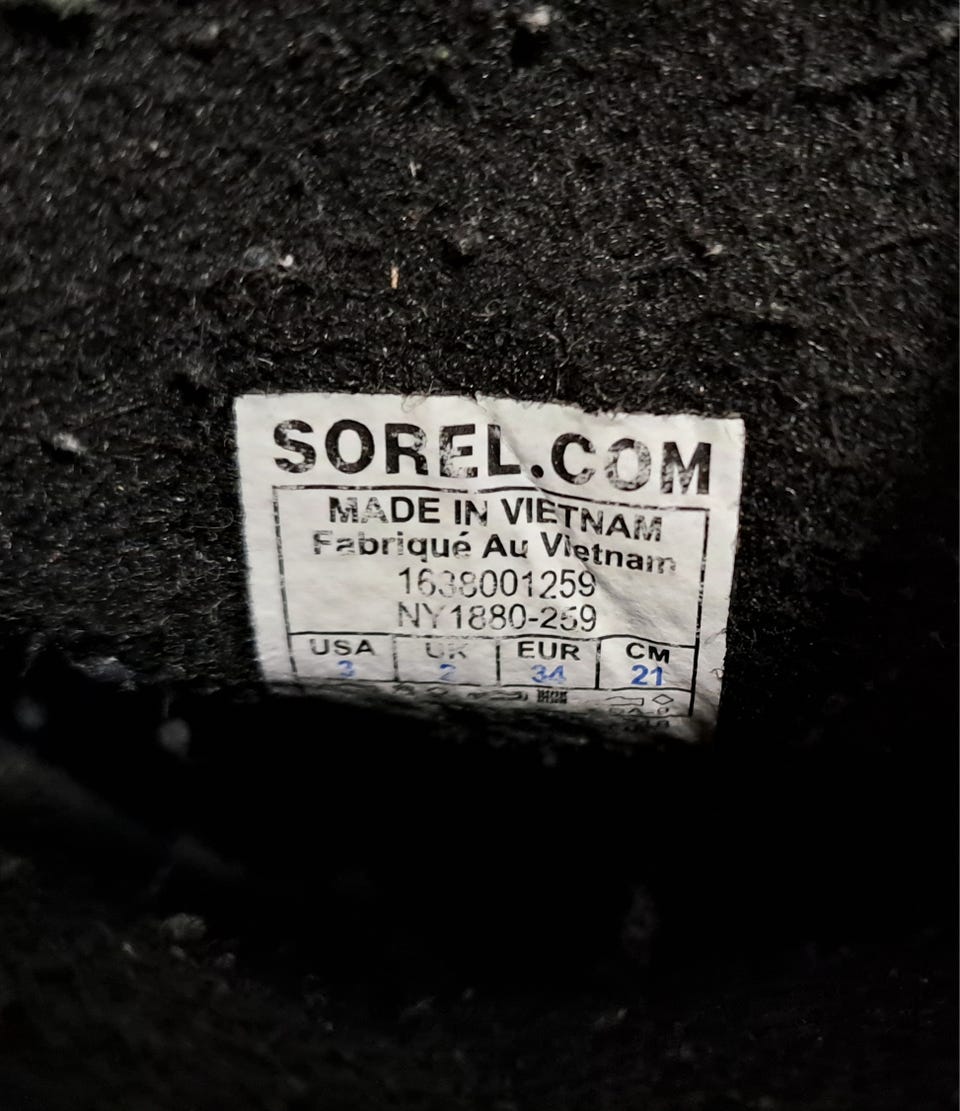 SOREL.COM
MADE IN VIETNAM
Fabriqué Au Vietnam
1638001259
NY1880-259
USA UK EUR CM
3 2 34 21